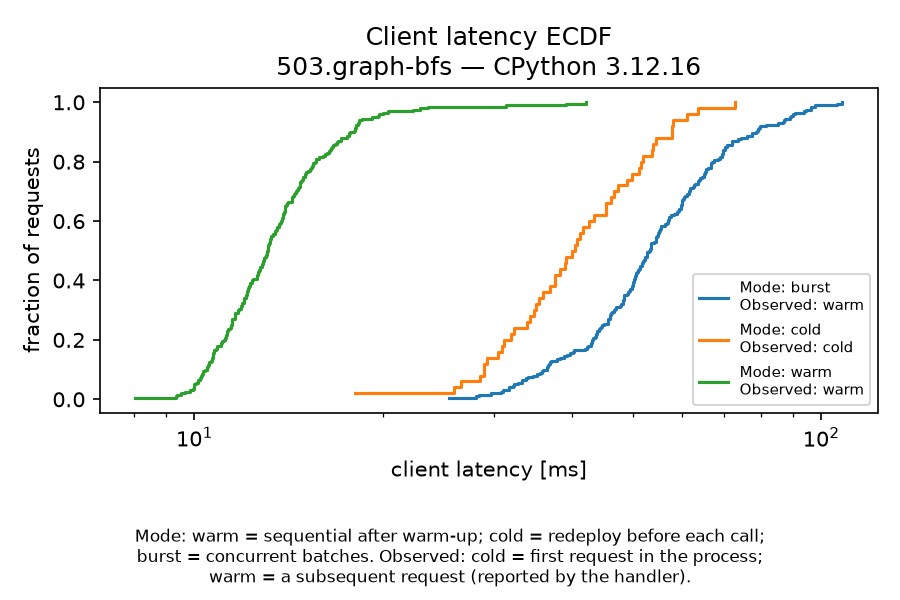 Client latency ECDF
503.graph-bfs — CPython 3.12.16
fraction of requests
1.0
0.8
0.6
0.4
0.2
0.0
Mode: burst
Observed: warm
Mode: cold
Observed: cold
Mode: warm
Observed: warm
10¹
10²
client latency [ms]
Mode: warm = sequential after warm-up; cold = redeploy before each call;
burst = concurrent batches. Observed: cold = first request in the process;
warm = a subsequent request (reported by the handler).